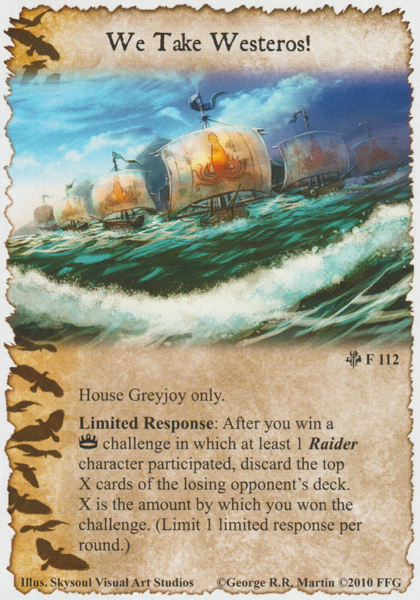 We Take Westeros!
F 112
House Greyjoy only.
Limited Response: After you win a
challenge in which at least 1 Raider
character participated, discard the top
X cards of the losing opponent's deck.
X is the amount by which you won the
challenge. (Limit 1 limited response per
round.)
Illus. Skysoul Visual Art Studios ©George R.R. Martin ©2010 FFG